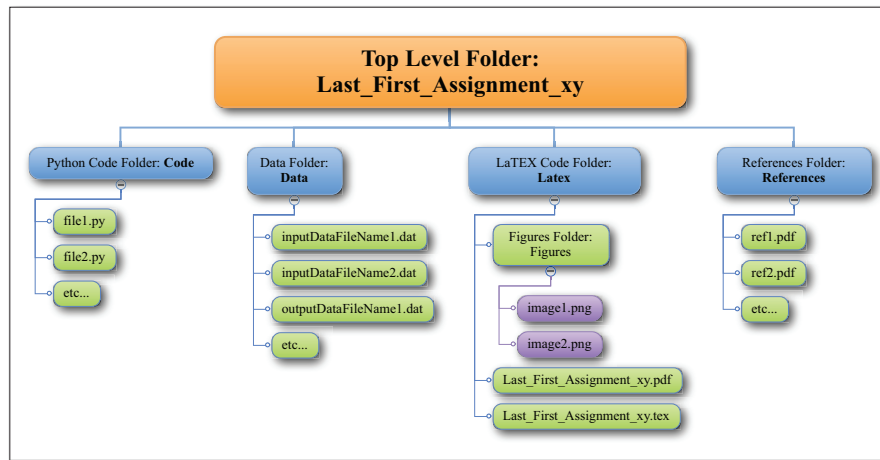 Top Level Folder:
Last_First_Assignment_xy
Python Code Folder: Code
file1.py
file2.py
etc...
Data Folder:
Data
inputDataFileName1.dat
inputDataFileName2.dat
outputDataFileName1.dat
etc...
LaTEX Code Folder:
Latex
Figures Folder:
Figures
image1.png
image2.png
Last_First_Assignment_xy.pdf
Last_First_Assignment_xy.tex
References Folder:
References
ref1.pdf
ref2.pdf
etc...